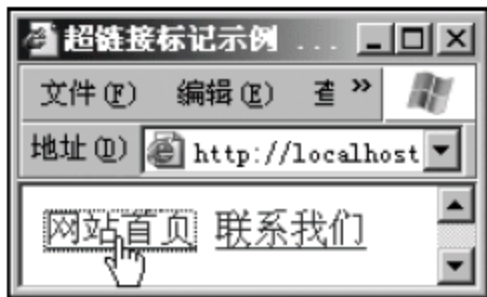 超链接标记示例 ...
文件(F) 编辑(E) 查 »
地址(D) http://localhost
网站首页 联系我们